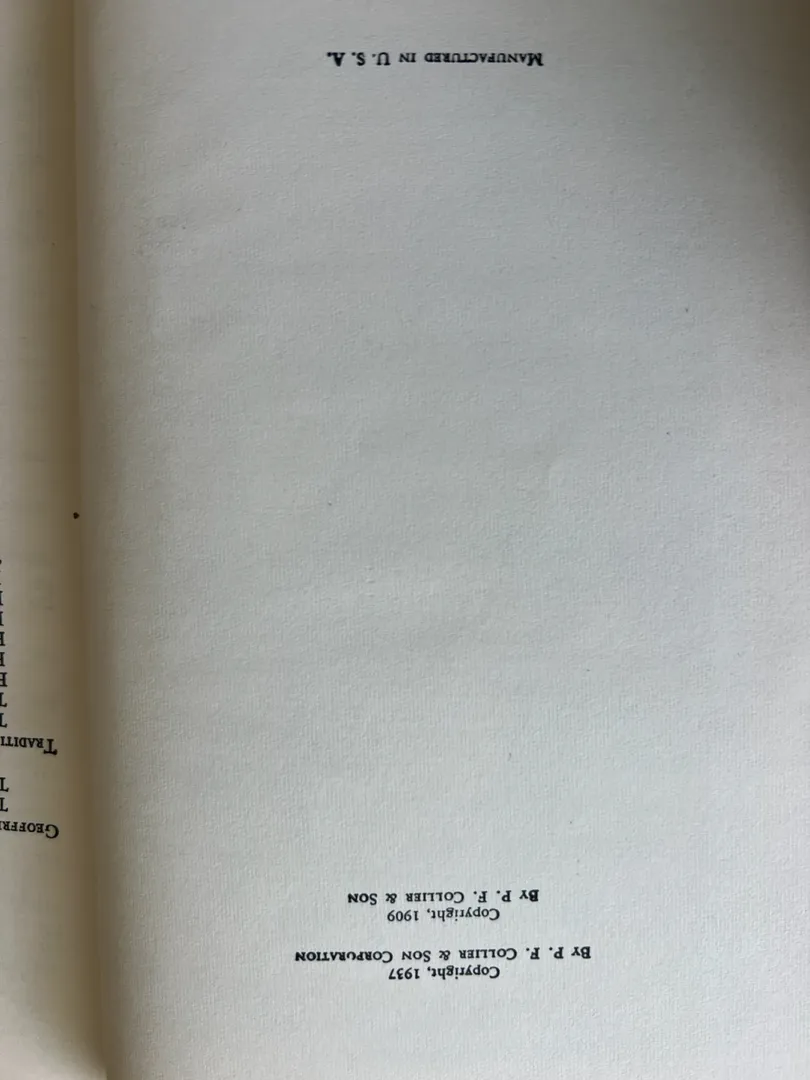 Copyright, 1937
By P. F. Collier & Son Corporation
Copyright, 1909
By P. F. Collier & Son
Manufactured in U. S. A.